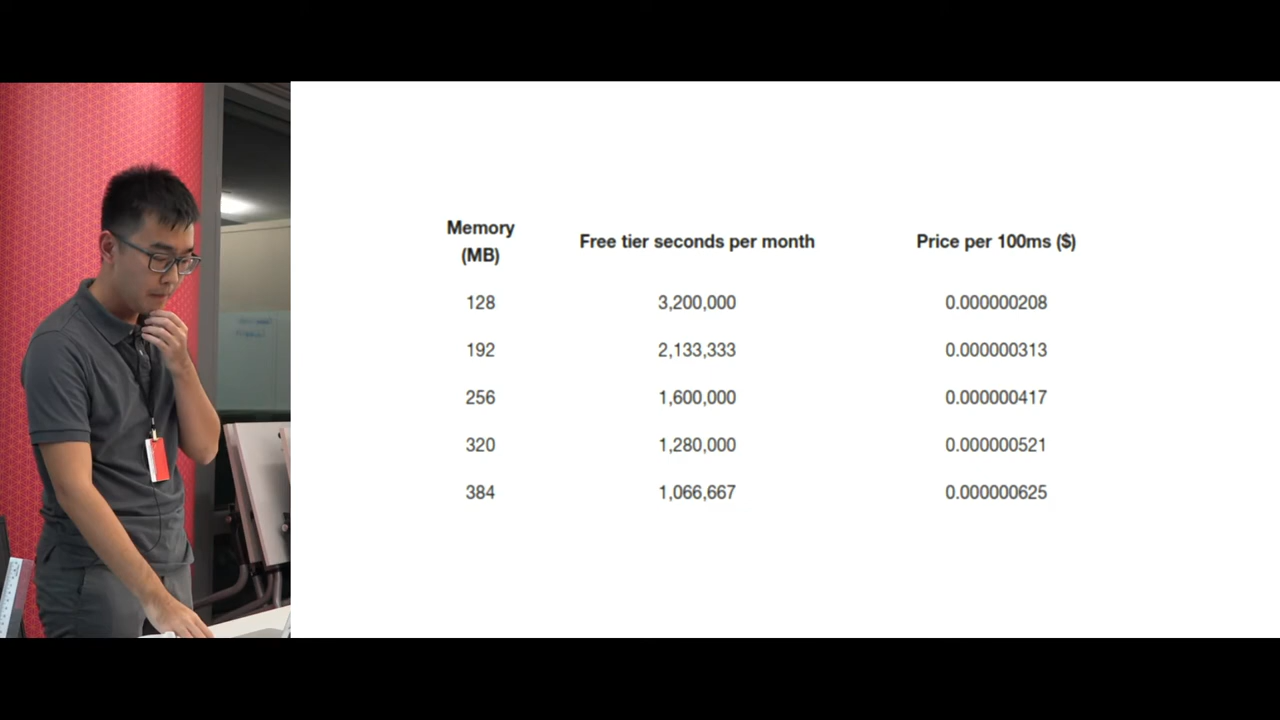 Memory
(MB) Free tier seconds per month Price per 100ms ($)
128 3,200,000 0.000000208
192 2,133,333 0.000000313
256 1,600,000 0.000000417
320 1,280,000 0.000000521
384 1,066,667 0.000000625